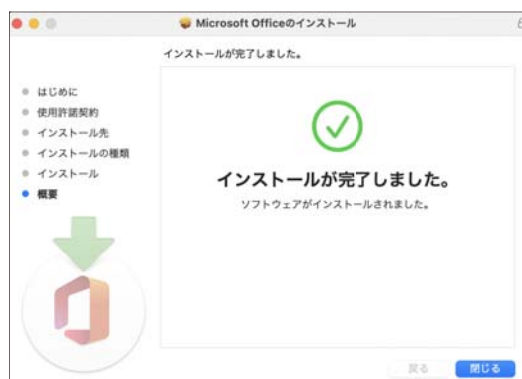 Microsoft Officeのインストール
インストールが完了しました。
はじめに
使用許諾契約
インストール先
インストールの種類
インストール
概要
インストールが完了しました。
ソフトウェアがインストールされました。
戻る
閉じる